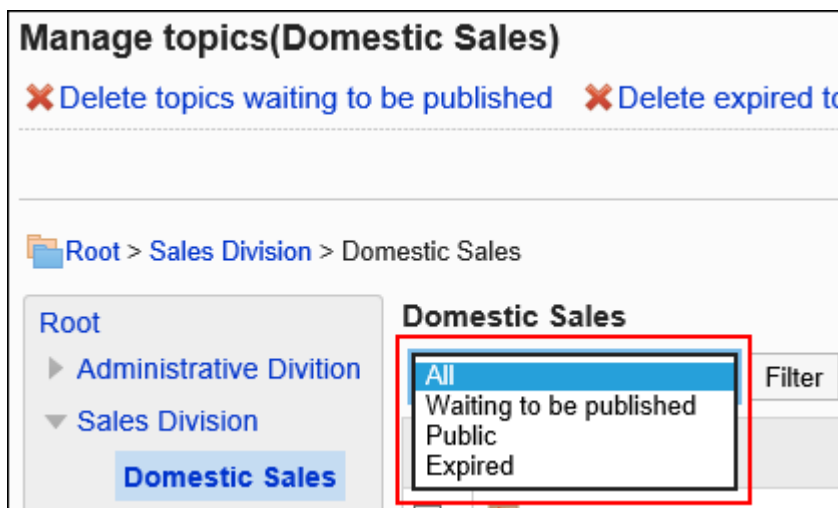 Manage topics(Domestic Sales)
Delete topics waiting to be published Delete expired
Root > Sales Division > Domestic Sales
Root
Administrative Divition
Sales Division
Domestic Sales
Domestic Sales
All
Waiting to be published
Public
Expired
Filter